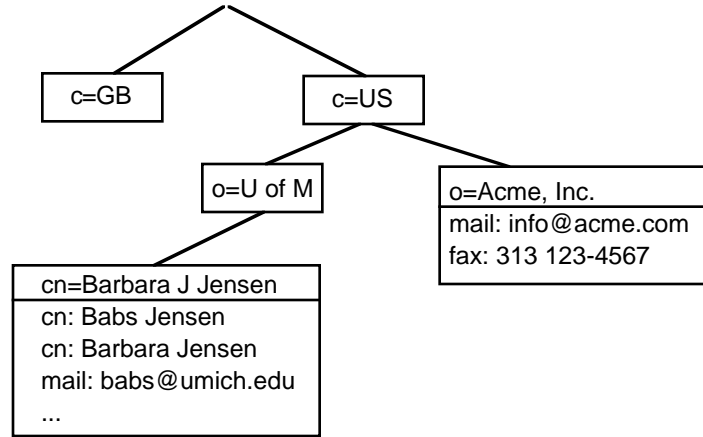 c=GB
c=US
o=U of M
o=Acme, Inc.
mail: info@acme.com
fax: 313 123-4567
cn=Barbara J Jensen
cn: Babs Jensen
cn: Barbara Jensen
mail: babs@umich.edu
...